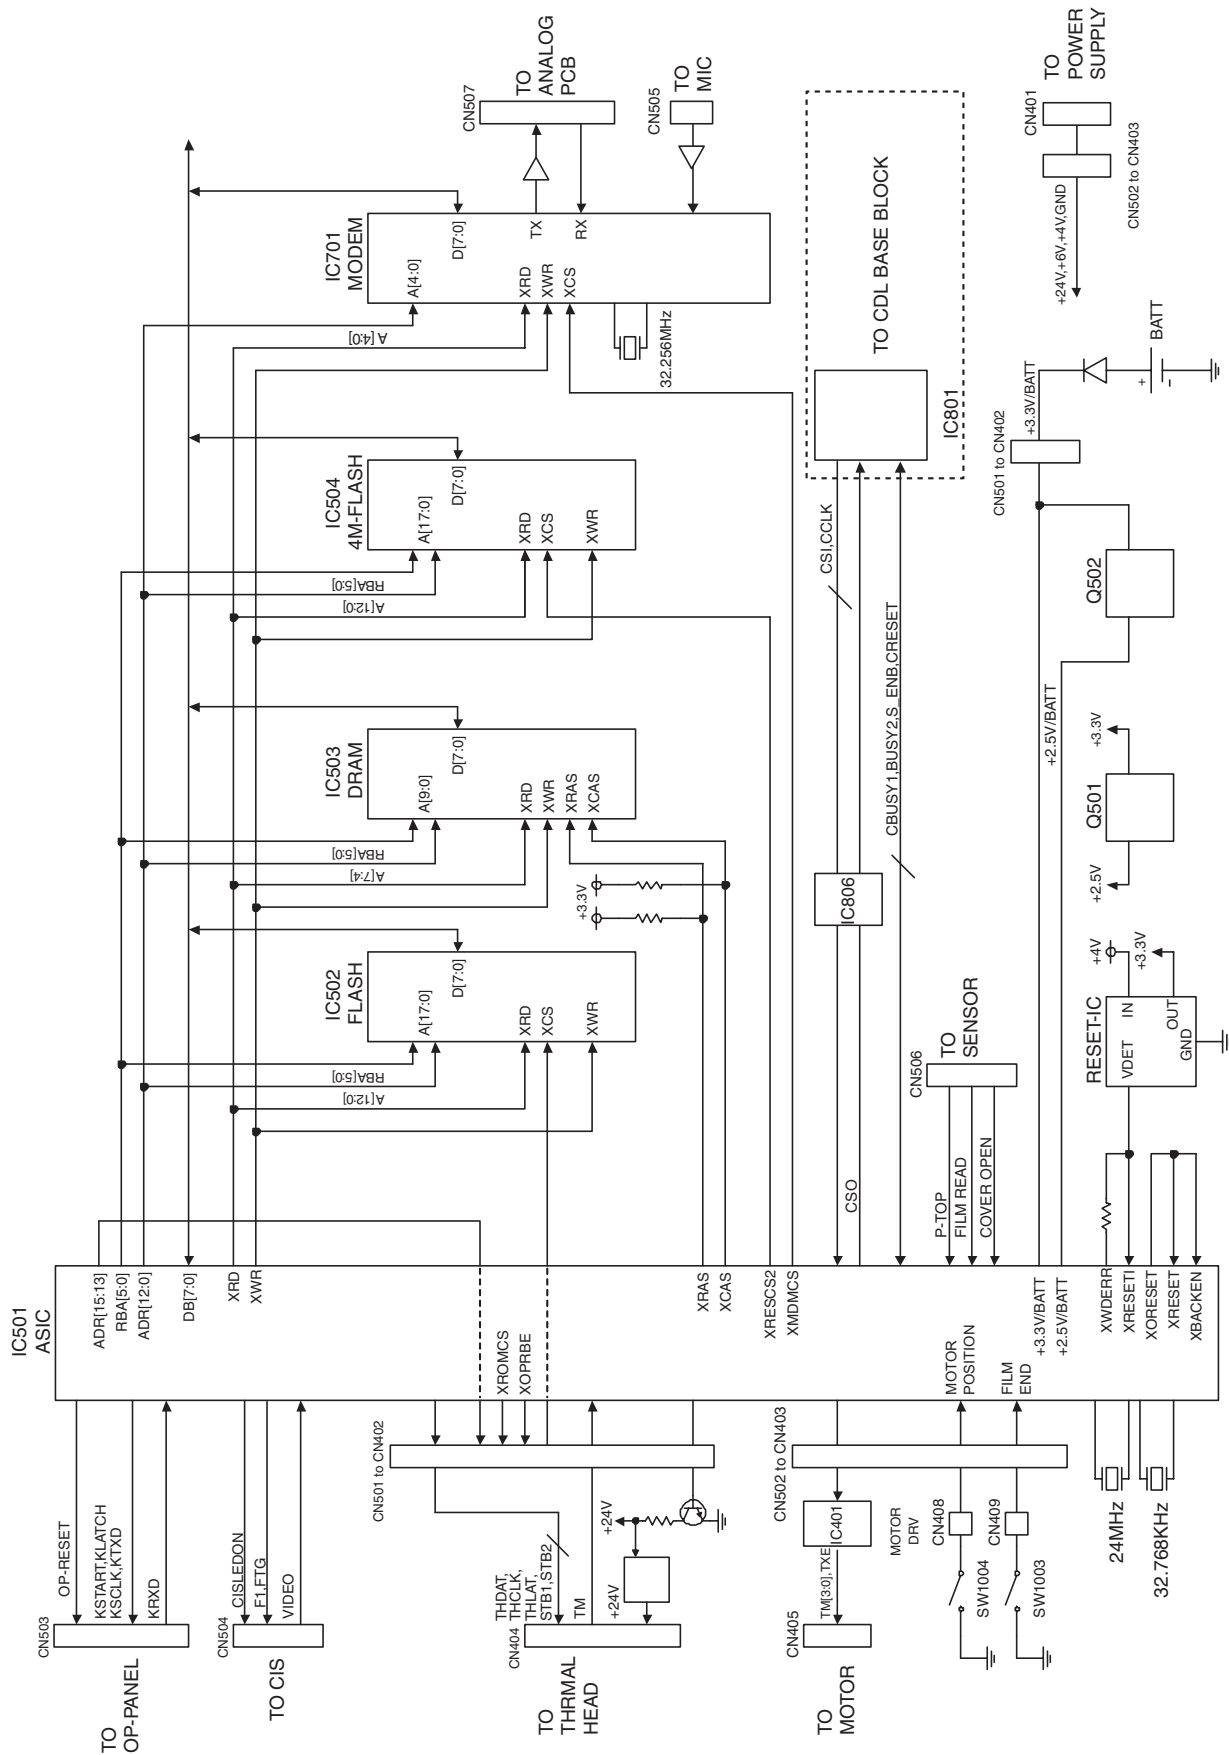 IC501
ASIC
ADR[15:13]
RBA[5:0]
ADR[12:0]
DB[7:0]
XRD
XWR
XRAS
XCAS
XRESCS2
XMDMCS
+3.3V/BATT
+2.5V/BATT
XWDERR
XRESETI
XORESET
XRESET
XBACKEN
XROMCS
XOPRBE
MOTOR
POSITION
FILM
END
CN503
TO
OP-PANEL
OP-RESET
KSTART,KLATCH
KSCLK,KTXD
KRXD
CN504
TO CIS
CISLEDON
F1,FTG
VIDEO
CN501 to CN402
CN404
TO
THRMAL
HEAD
THDAT,
THCLK,
THLAT,
STB1,STB2
TM
+24V
+24V
CN502 to CN403
CN405
TO
MOTOR
TM[3:0],TXE
IC401
MOTOR
DRV
CN408
SW1004
CN409
SW1003
24MHz
32.768KHz
IC502
FLASH
A[17:0]
D[7:0]
XRD
XCS
XWR
RBA[5:0]
A[12:0]
IC503
DRAM
A[9:0]
D[7:0]
XRD
XWR
XRAS
XCAS
RBA[5:0]
A[7:4]
+3.3V
IC504
4M-FLASH
A[17:0]
D[7:0]
XRD
XCS
XWR
RBA[5:0]
A[12:0]
IC701
MODEM
A[4:0]
D[7:0]
XRD
XWR
XCS
TX
RX
A[4:0]
32.256MHz
CN507
TO
ANALOG
PCB
CN505
TO
MIC
CSO
IC806
CSI,CCLK
CBUSY1,BUSY2,S_ENB,CRESET
IC801
TO CDL BASE BLOCK
P-TOP
FILM READ
COVER OPEN
CN506
TO
SENSOR
+2.5V/BATT
CN501 to CN402
+3.3V/BATT
+
-
BATT
RESET-IC
VDET
IN
OUT
GND
+4V
+3.3V
Q501
+2.5V
+3.3V
Q502
+24V,+6V,+4V,GND
CN502 to CN403
CN401
TO
POWER
SUPPLY